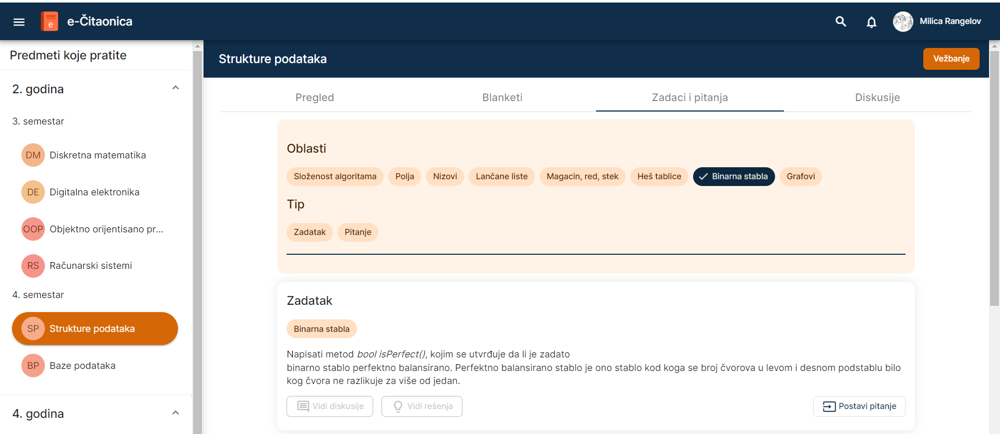 e
e-Čitaonica
Milica Rangelov
Predmeti koje pratite
2. godina
3. semestar
DM Diskretna matematika
DE Digitalna elektronika
OOP Objektno orijentisano pr...
RS Računarski sistemi
4. semestar
SP Strukture podataka
BP Baze podataka
4. godina
Strukture podataka
Vežbanje
Pregled Blanketi Zadaci i pitanja Diskusije
Oblasti
Složenost algoritama Polja Nizovi Lančane liste Magacin, red, stek Heš tablice Binarna stabla Grafovi
Tip
Zadatak Pitanje
Zadatak
Binarna stabla
Napisati metod bool isPerfect(), kojim se utvrđuje da li je zadato
binarno stablo perfektno balansirano. Perfektno balansirano stablo je ono stablo kod koga se broj čvorova u levom i desnom podstablu bilo
kog čvora ne razlikuje za više od jedan.
Vidi diskusije Vidi rešenja Postavi pitanje